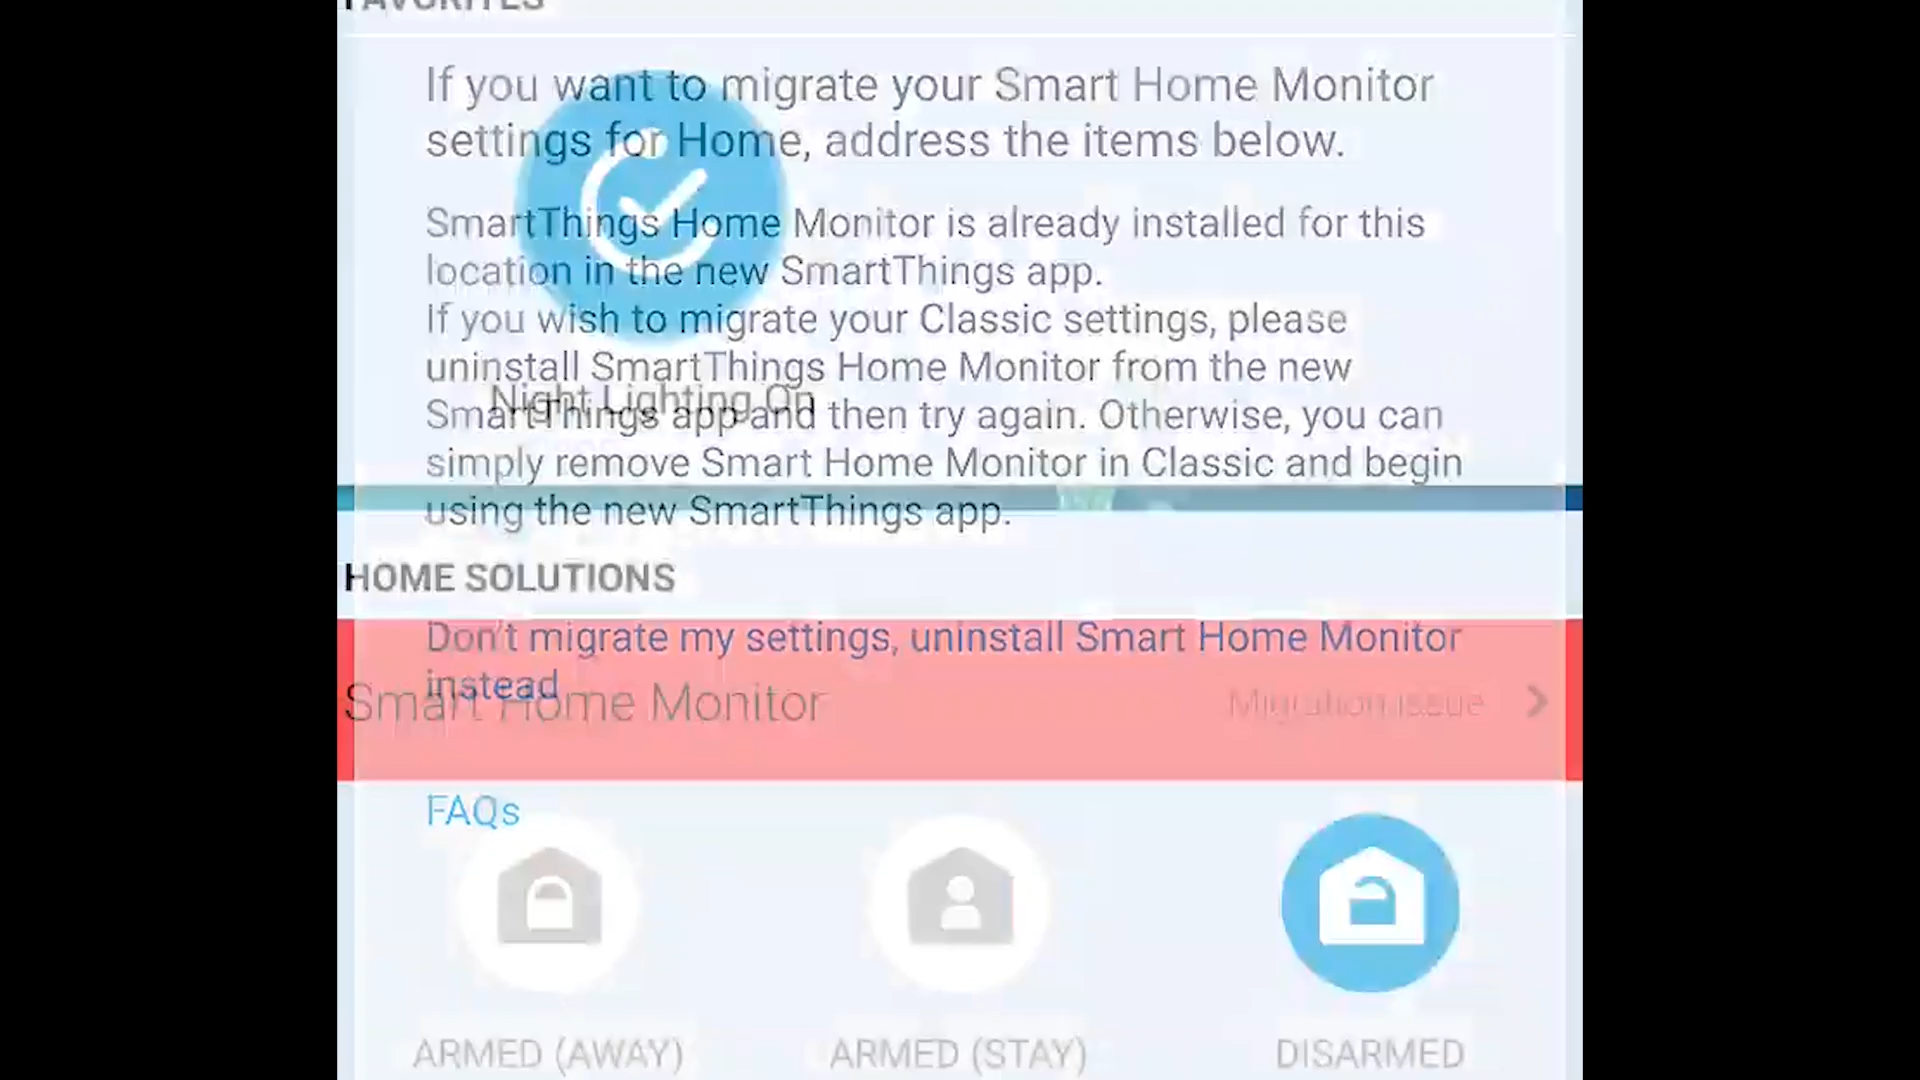 FAVORITES
If you want to migrate your Smart Home Monitor
settings for Home, address the items below.
SmartThings Home Monitor is already installed for this
location in the new SmartThings app.
If you wish to migrate your Classic settings, please
uninstall SmartThings Home Monitor from the new
Night Lighting On
SmartThings app and then try again. Otherwise, you can
simply remove Smart Home Monitor in Classic and begin
using the new SmartThings app.
HOME SOLUTIONS
Don't migrate my settings, uninstall Smart Home Monitor
instead
Smart Home Monitor
Migration issue
FAQs
ARMED (AWAY)
ARMED (STAY)
DISARMED